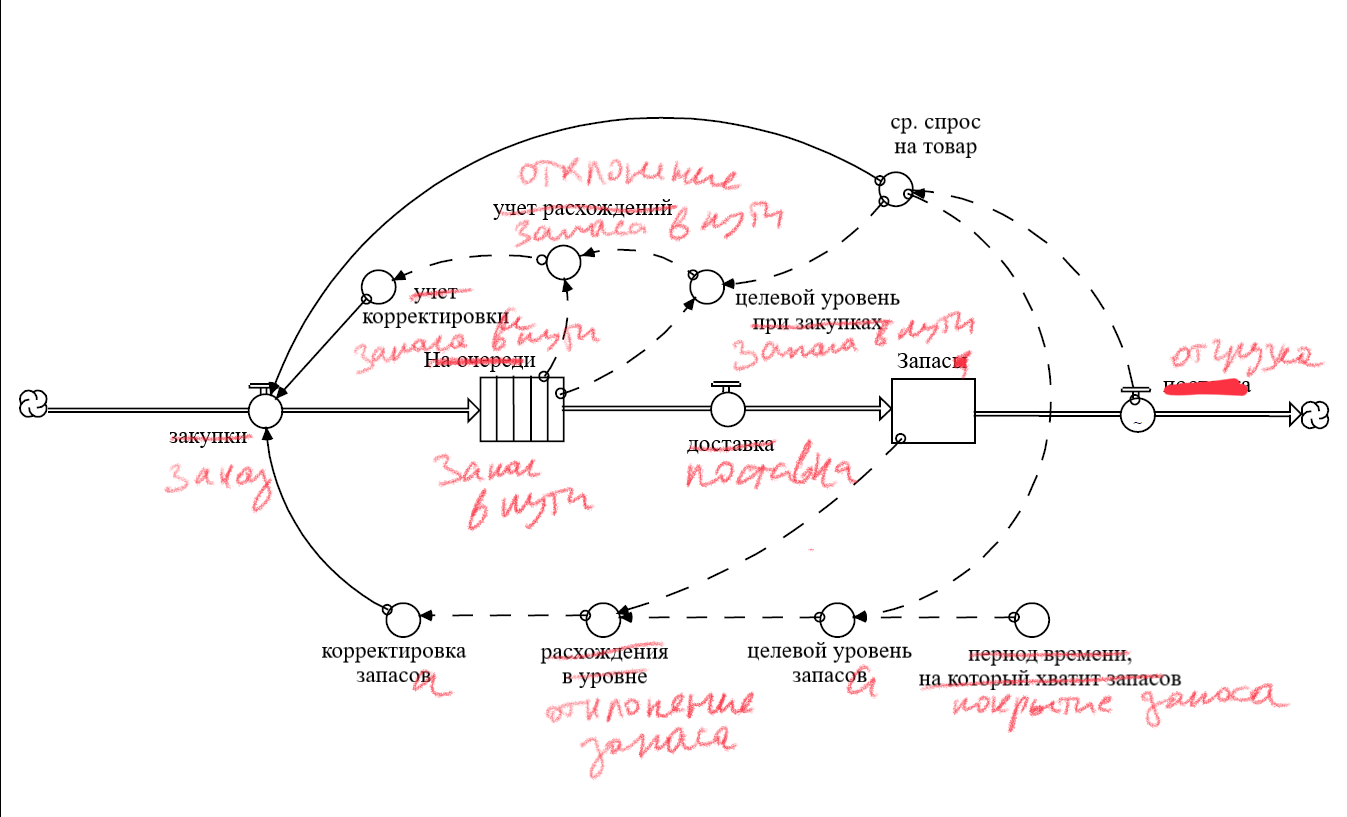 ср. спрос
на товар
отклонение
учет расхождений
запаса в пути
учет
корректировки
запаса в пути
целевой уровень
при закупках
запаса в пути
На очереди
Запасы
отгрузка
закупки
Заказ
Запас
в пути
доставка
поставка
корректировка
запасов
а
расхождения
в уровне
отклонение
запаса
целевой уровень
запасов
а
период времени,
на который хватит запасов
покрытие запаса
~